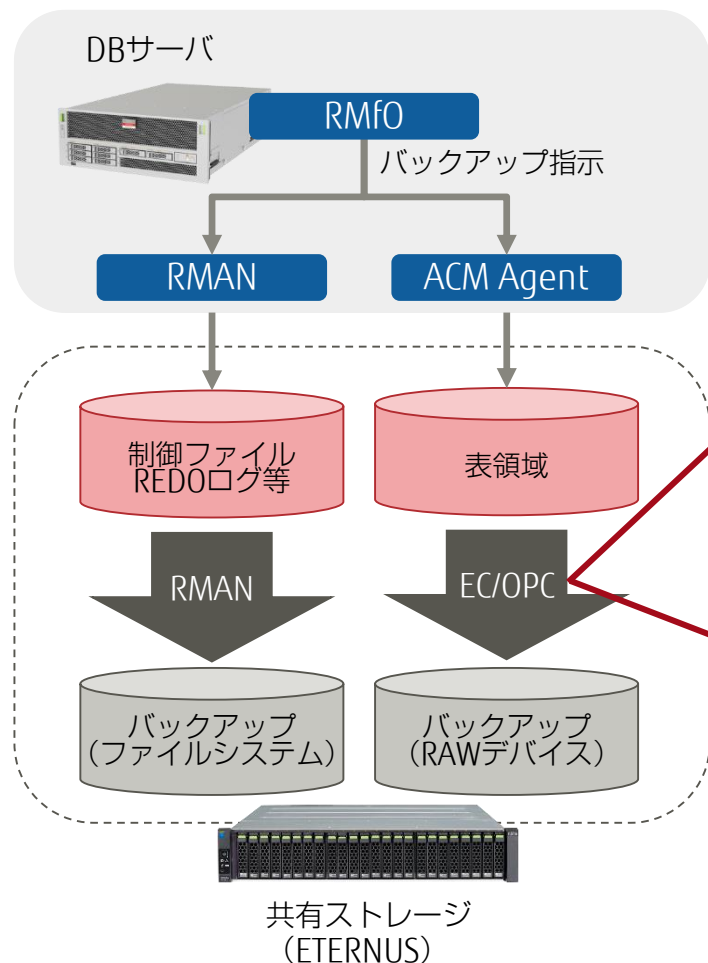 DBサーバ
RMfO
バックアップ指示
RMAN
ACM Agent
制御ファイル
REDOログ等
表領域
RMAN
EC/OPC
バックアップ
(ファイルシステム)
バックアップ
(RAWデバイス)
共有ストレージ
(ETERNUS)